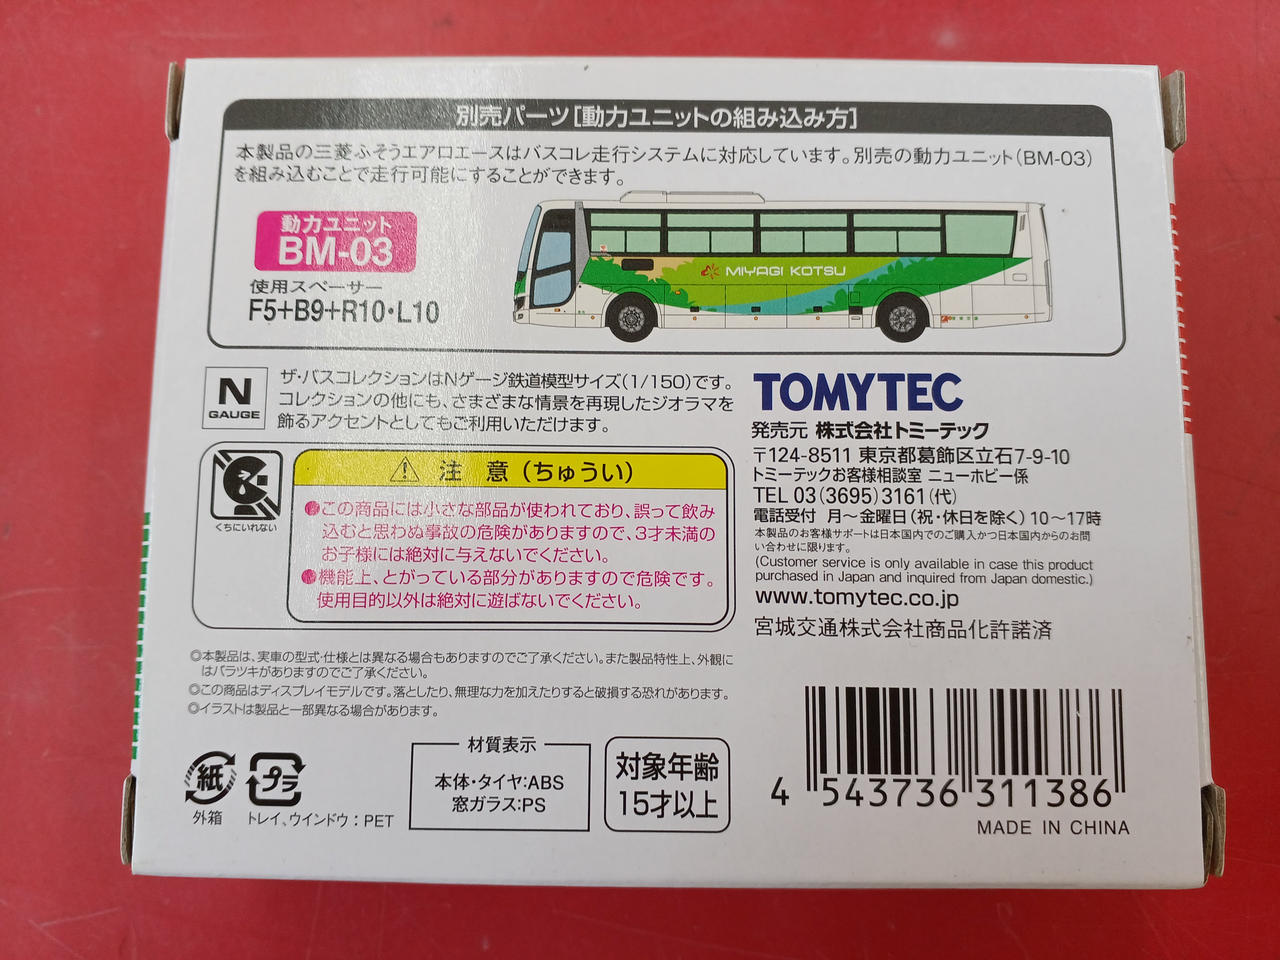 別売パーツ［動力ユニットの組み込み方］
本製品の三菱ふそうエアロエースはバスコレ走行システムに対応しています。別売の動力ユニット(BM-03)
を組み込むことで走行可能にすることができます。
動力ユニット
BM-03
使用スペーサー
F5+B9+R10・L10
MIYAGI KOTSU
N
GAUGE
ザ・バスコレクションはNゲージ鉄道模型サイズ(1/150)です。
コレクションの他にも、さまざまな情景を再現したジオラマを
飾るアクセントとしてもご利用いただけます。
くちにいれない
注 意（ちゅうい）
●この商品には小さな部品が使われており、誤って飲み
込むと思わぬ事故の危険がありますので、3才未満の
お子様には絶対に与えないでください。
●機能上、とがっている部分がありますので危険です。
使用目的以外は絶対に遊ばないでください。
TOMYTEC
発売元 株式会社トミーテック
〒124-8511 東京都葛飾区立石7-9-10
トミーテックお客様相談室 ニューホビー係
TEL 03(3695)3161(代)
電話受付 月～金曜日(祝・休日を除く) 10～17時
本製品のお客様サポートは日本国内でのご購入かつ日本国内からのお問
い合わせに限ります。
(Customer service is only available in case this product
purchased in Japan and inquired from Japan domestic.)
www.tomytec.co.jp
宮城交通株式会社商品化許諾済
◎本製品は、実車の型式・仕様とは異なる場合もありますのでご了承ください。また製品特性上、外観に
はバラツキがありますのでご了承ください。
◎この商品はディスプレイモデルです。落としたり、無理な力を加えたりすると破損する恐れがあります。
◎イラストは製品と一部異なる場合があります。
紙
外箱
プラ
トレイ、ウインドウ：PET
材質表示
本体・タイヤ:ABS
窓ガラス:PS
対象年齢
15才以上
4 543736 311386
MADE IN CHINA